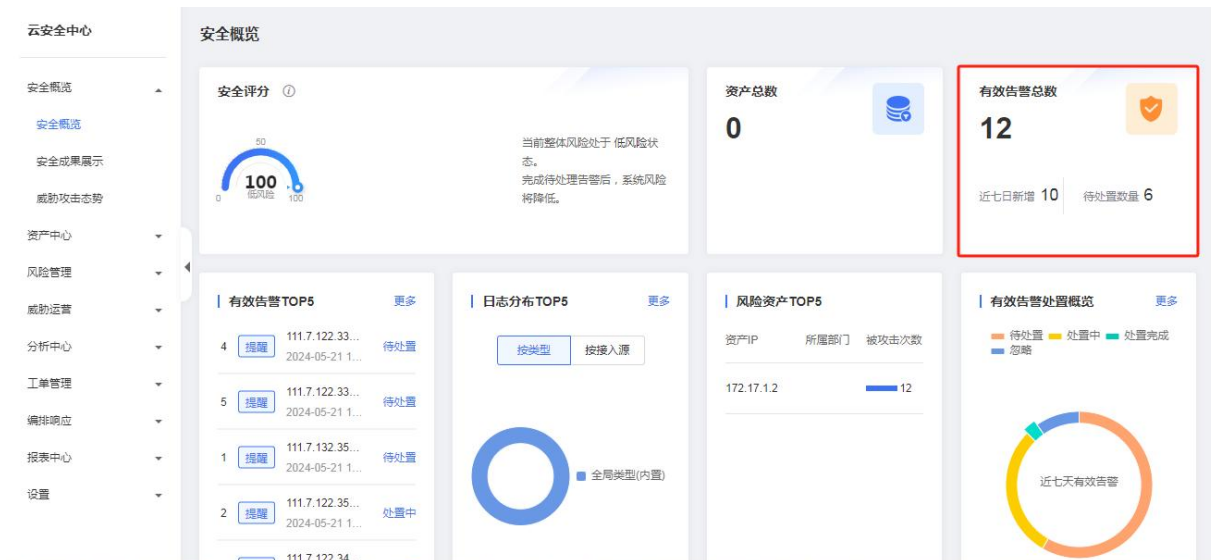 云安全中心
安全概览
安全概览
安全概览
安全成果展示
威胁攻击态势
资产中心
风险管理
威胁运营
分析中心
工单管理
编排响应
报表中心
设置
安全评分
50
100
低风险
0
100
当前整体风险处于 低风险状
态。
完成待处理告警后，系统风险
将降低。
资产总数
0
有效告警总数
12
近七日新增 10 待处置数量 6
有效告警TOP5 更多
4 提醒 111.7.122.33... 待处置
2024-05-21 1...
5 提醒 111.7.122.33... 待处置
2024-05-21 1...
1 提醒 111.7.132.35... 待处置
2024-05-21 1...
2 提醒 111.7.122.35... 处置中
2024-05-21 1...
111.7.122.34...
日志分布TOP5 更多
按类型 按接入源
全局类型(内置)
风险资产TOP5
资产IP 所属部门 被攻击次数
172.17.1.2 12
有效告警处置概览 更多
待处置 处置中 处置完成
忽略
近七天有效告警